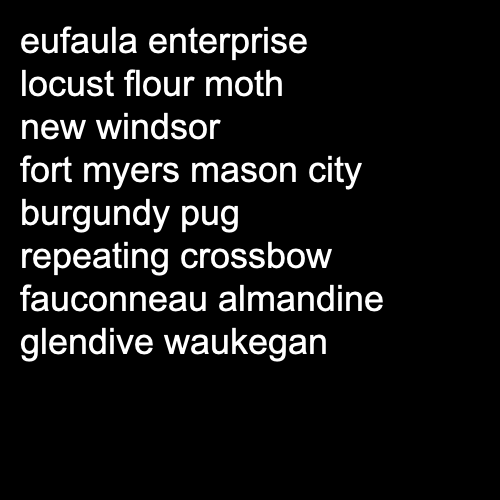 eufaula enterprise
locust flour moth
new windsor
fort myers mason city
burgundy pug
repeating crossbow
fauconneau almandine
glendive waukegan